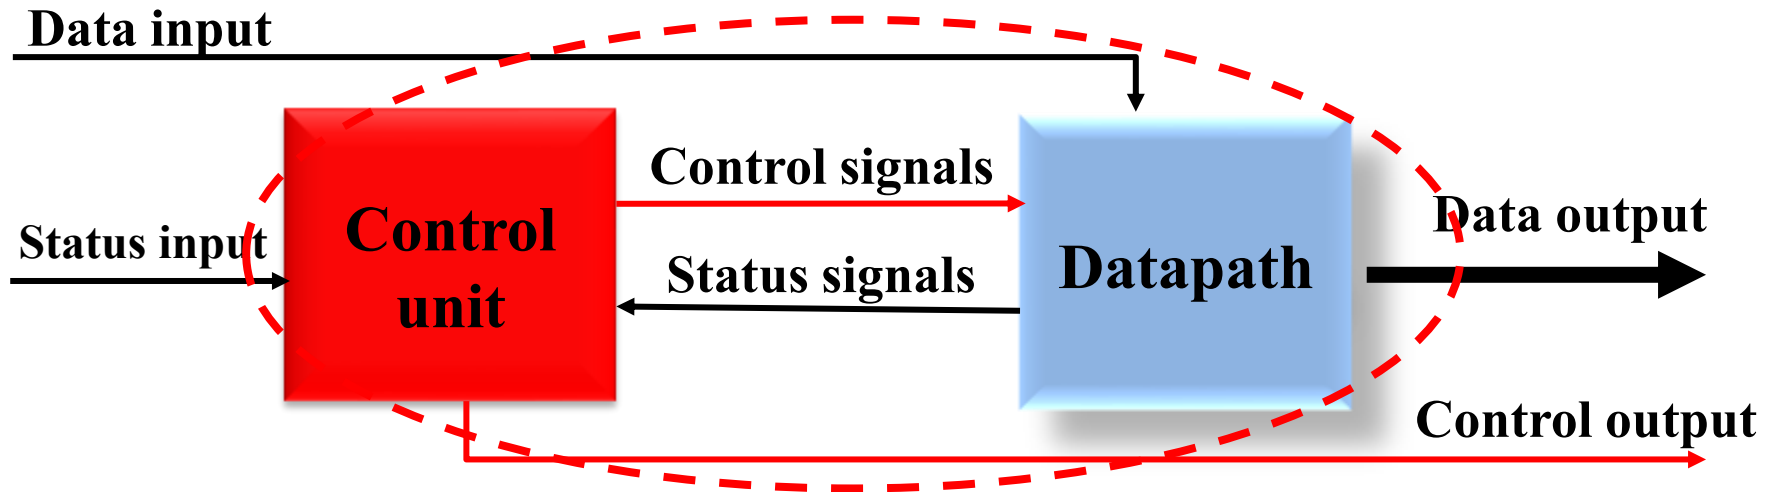 Data input
Control signals
Status input
Control
unit
Status signals
Datapath
Data output
Control output